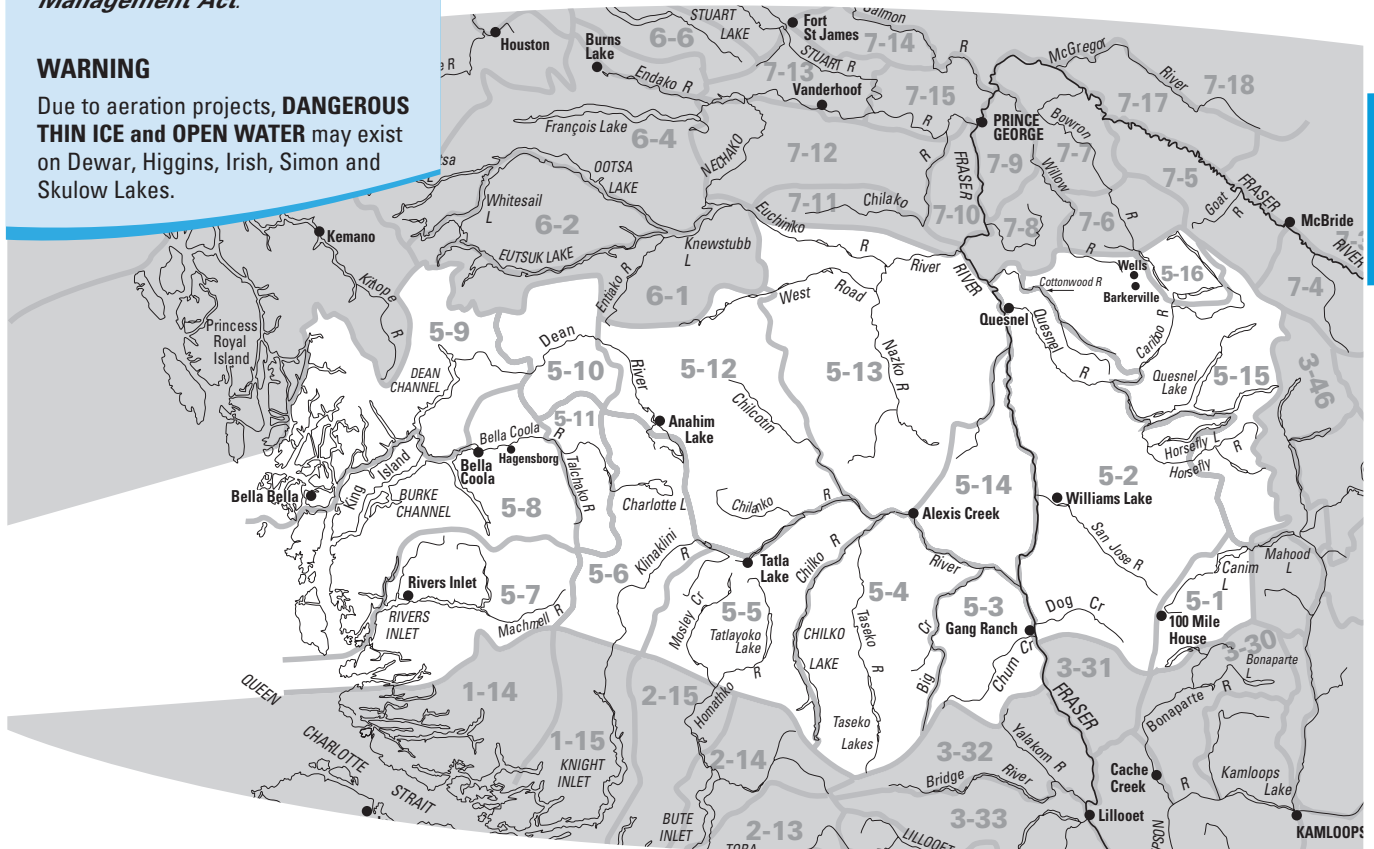 Management Act.
WARNING
Due to aeration projects, DANGEROUS
THIN ICE and OPEN WATER may exist
on Dewar, Higgins, Irish, Simon and
Skulow Lakes.
Houston
Burns
Lake
6-6
STUART
LAKE
Fort
St James
Salmon
7-14
R
McGregor
River
7-18
7-17
STUART R
7-13
Endako R
Vanderhoof
7-15
R
PRINCE
GEORGE
Bowron
François Lake
6-4
NECHAKO
7-12
R
FRASER
7-9
7-7
Willow
7-5
Goat
R
FRASER
McBride
RIVER
OOTSA
LAKE
Whitesail
L
6-2
EUTSUK LAKE
7-11
Chilako
7-10
7-8
7-6
R
R
7-4
Kemano
Kitlope
R
Knewstubb
L
Entiako R
6-1
Euchiniko
R
River
RIVER
Cottonwood R
Wells
Barkerville
5-16
Princess
Royal
Island
5-9
Dean
River
West
Road
Quesnel
Quesnel
R
Cariboo R
Quesnel
Lake
5-15
3-46
DEAN
CHANNEL
5-10
5-12
5-13
Nazko R
5-11
Anahim
Lake
Chilcotin
R
Bella Coola
R
Bella
Coola
Hagensborg
Talchako R
King
Island
Bella Bella
BURKE
CHANNEL
5-8
Charlotte L
Chilanko
5-14
Alexis Creek
5-2
Williams Lake
Horsefly L
Horsefly
R
San Jose R
Klinaklini
R
5-6
Tatla
Lake
Chilko
R
River
Mahood
L
Canim
L
Rivers Inlet
5-7
RIVERS
INLET
Machmell R
Mosley Cr
5-5
Tatlayoko
Lake
CHILKO
LAKE
5-4
Taseko
R
Taseko
Lakes
Big
Cr
5-3
Gang Ranch
Churn
Cr
Dog
Cr
5-1
100 Mile
House
3-30
Bonaparte
L
3-31
QUEEN
CHARLOTTE
STRAIT
1-14
1-15
KNIGHT
INLET
2-15
Homathko
R
2-14
BUTE
INLET
2-13
3-32
Yalakom R
FRASER
Bridge
River
3-33
LILLOOET
Lillooet
Bonaparte
R
Cache
Creek
R
Kamloops
Lake
KAMLOOPS